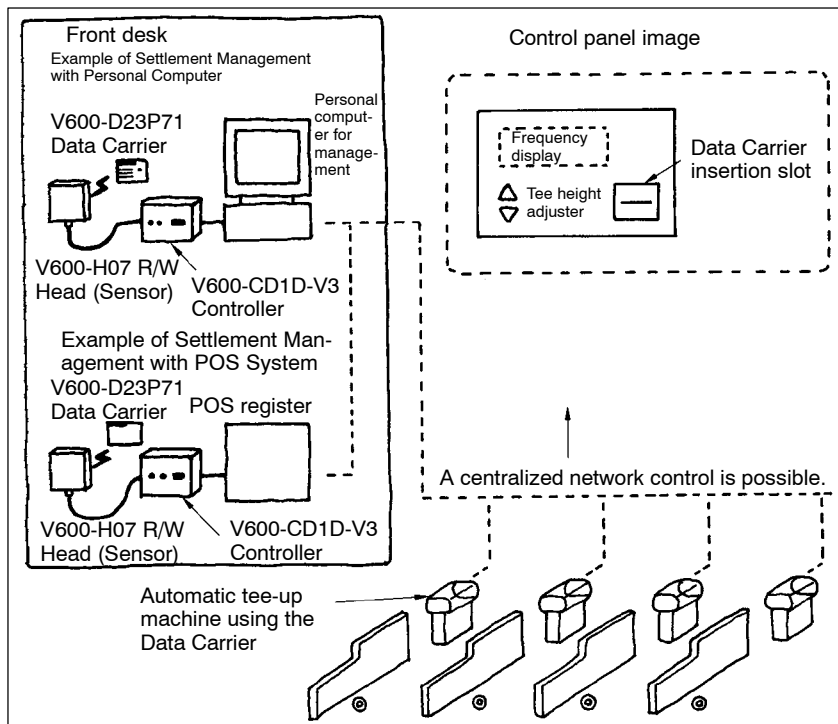 Front desk
Example of Settlement Management
with Personal Computer
V600-D23P71
Data Carrier
Personal
comput-
er for
manage-
ment
V600-H07 R/W
Head (Sensor)
V600-CD1D-V3
Controller
Example of Settlement Man-
agement with POS System
V600-D23P71
Data Carrier
POS register
V600-H07 R/W
Head (Sensor)
V600-CD1D-V3
Controller
Control panel image
Frequency
display
Tee height
adjuster
Data Carrier
insertion slot
A centralized network control is possible.
Automatic tee-up
machine using the
Data Carrier